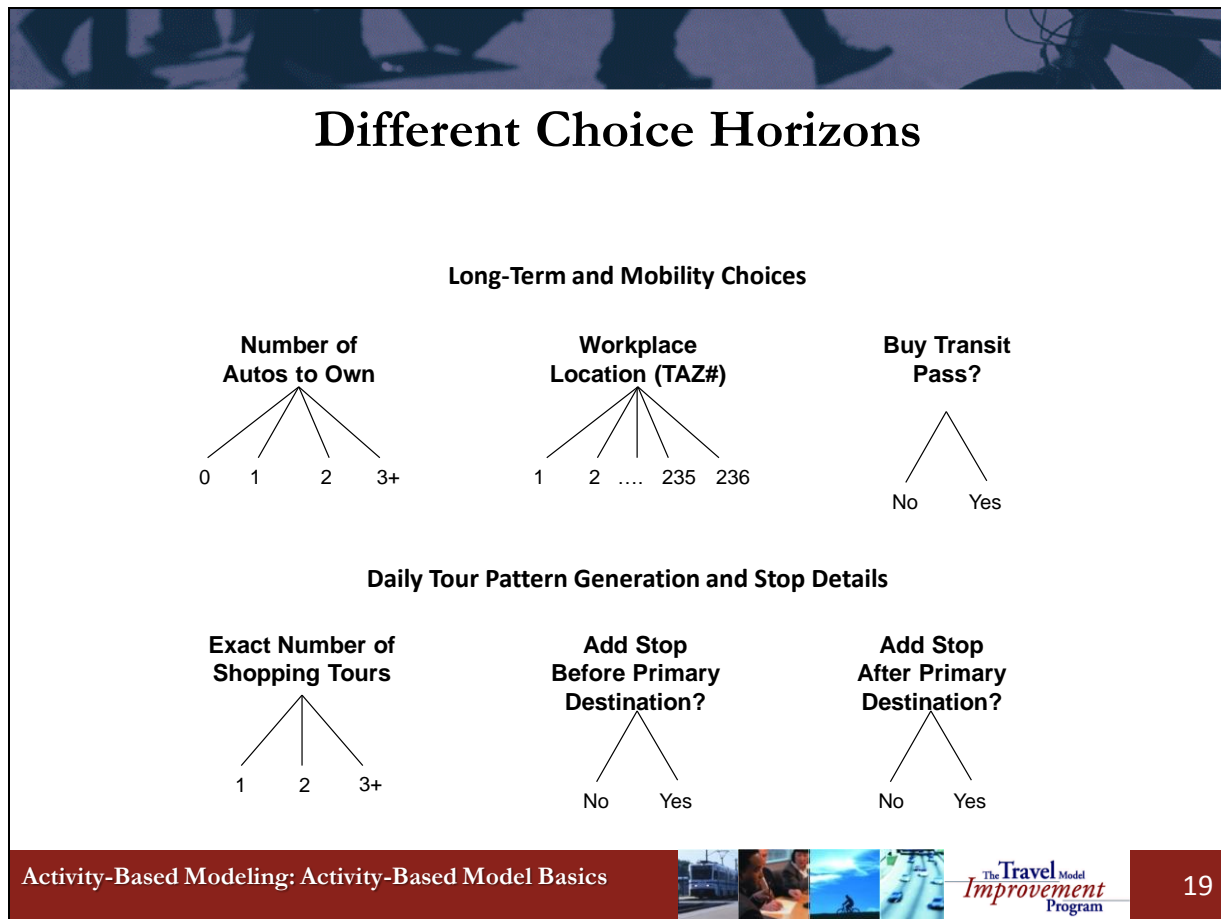 Different Choice Horizons
Long-Term and Mobility Choices
Number of
Autos to Own
0 1 2 3+
Workplace
Location (TAZ#)
1 2 .... 235 236
Buy Transit
Pass?
No Yes
Daily Tour Pattern Generation and Stop Details
Exact Number of
Shopping Tours
1 2 3+
Add Stop
Before Primary
Destination?
No Yes
Add Stop
After Primary
Destination?
No Yes
Activity-Based Modeling: Activity-Based Model Basics
The Travel Model
Improvement
Program
19